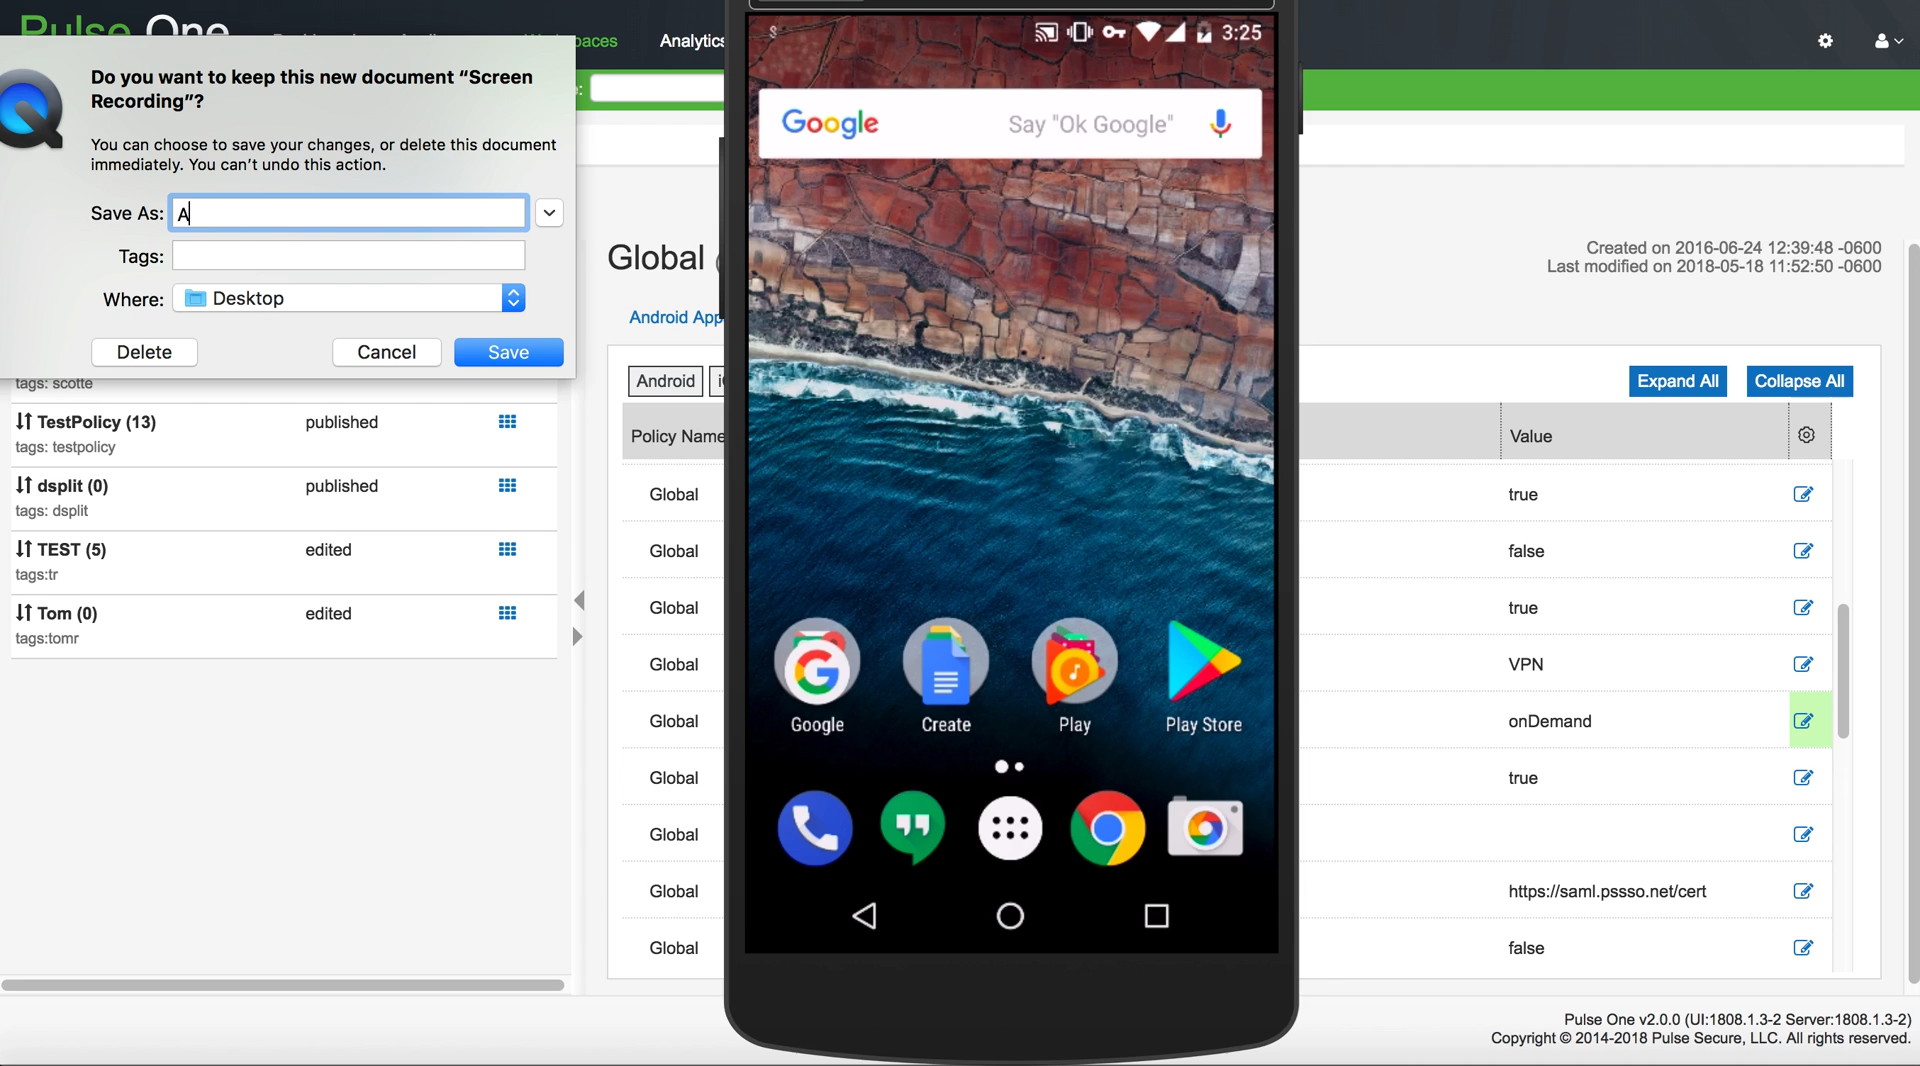 Pulse One
paces
Analytics
Do you want to keep this new document “Screen
Recording”?
You can choose to save your changes, or delete this document
immediately. You can’t undo this action.
Save As: A
Tags:
Where: Desktop
Delete
Cancel
Save
tags: scotte
TestPolicy (13) published
tags: testpolicy
dsplit (0) published
tags: dsplit
TEST (5) edited
tags:tr
Tom (0) edited
tags:tomr
3:25
Google Say "Ok Google"
Google
Create
Play
Play Store
Global
Created on 2016-06-24 12:39:48 -0600
Last modified on 2018-05-18 11:52:50 -0600
Android App
Android
Expand All
Collapse All
Policy Name
Value
Global true
Global false
Global true
Global VPN
Global onDemand
Global true
Global
Global https://saml.pssso.net/cert
Global false
Pulse One v2.0.0 (UI:1808.1.3-2 Server:1808.1.3-2)
Copyright © 2014-2018 Pulse Secure, LLC. All rights reserved.